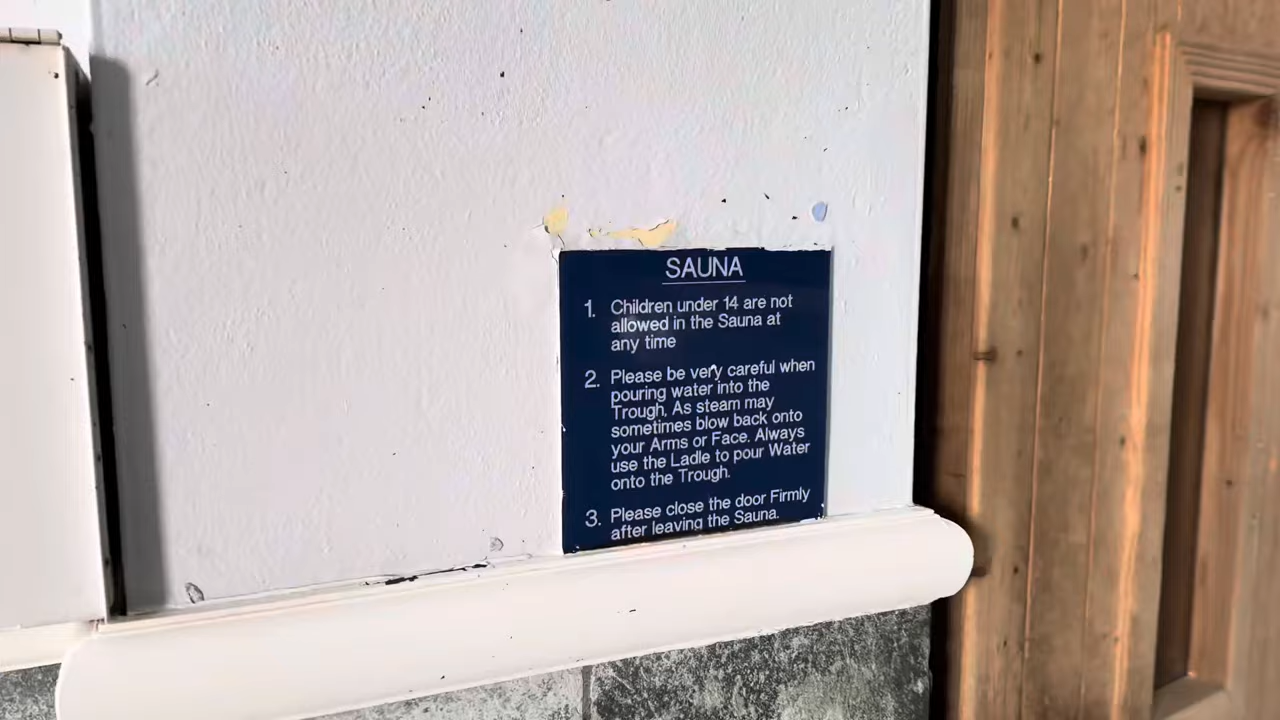 SAUNA
1. Children under 14 are not
allowed in the Sauna at
any time
2. Please be very careful when
pouring water into the
Trough. As steam may
sometimes blow back onto
your Arms or Face. Always
use the Ladle to pour Water
onto the Trough.
3. Please close the door Firmly
after leaving the Sauna.